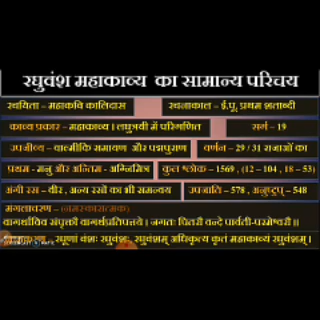 रघुवंश महाकाव्य का सामान्य परिचय
रचयिता – महाकवि कालिदास
रचनाकाल – ई.पू. प्रथम शताब्दी
काव्य प्रकार – महाकाव्य । लघुत्रयी में परिगणित
सर्ग – 19
उपजीव्य – वाल्मीकि रामायण और पद्मपुराण
वर्णन – 29 / 31 राजाओं का
प्रथम – मनु और अन्तिम – अग्निमित्र
कुल श्लोक – 1569 , (12 – 104 , 18 – 53)
अंगी रस – वीर , अन्य रसों का भी समन्वय
उपजाति – 578 , अनुष्टुप् – 548
मंगलाचरण – (नमस्कारात्मक)
वागर्थाविव संपृक्तौ वागर्थप्रतिपत्तये । जगतः पितरौ वन्दे पार्वती-परमेश्वरौ ॥
रघूणां वंशः रघुवंशः, रघुवंशम् अधिकृत्य कृतं महाकाव्यं रघुवंशम् ।